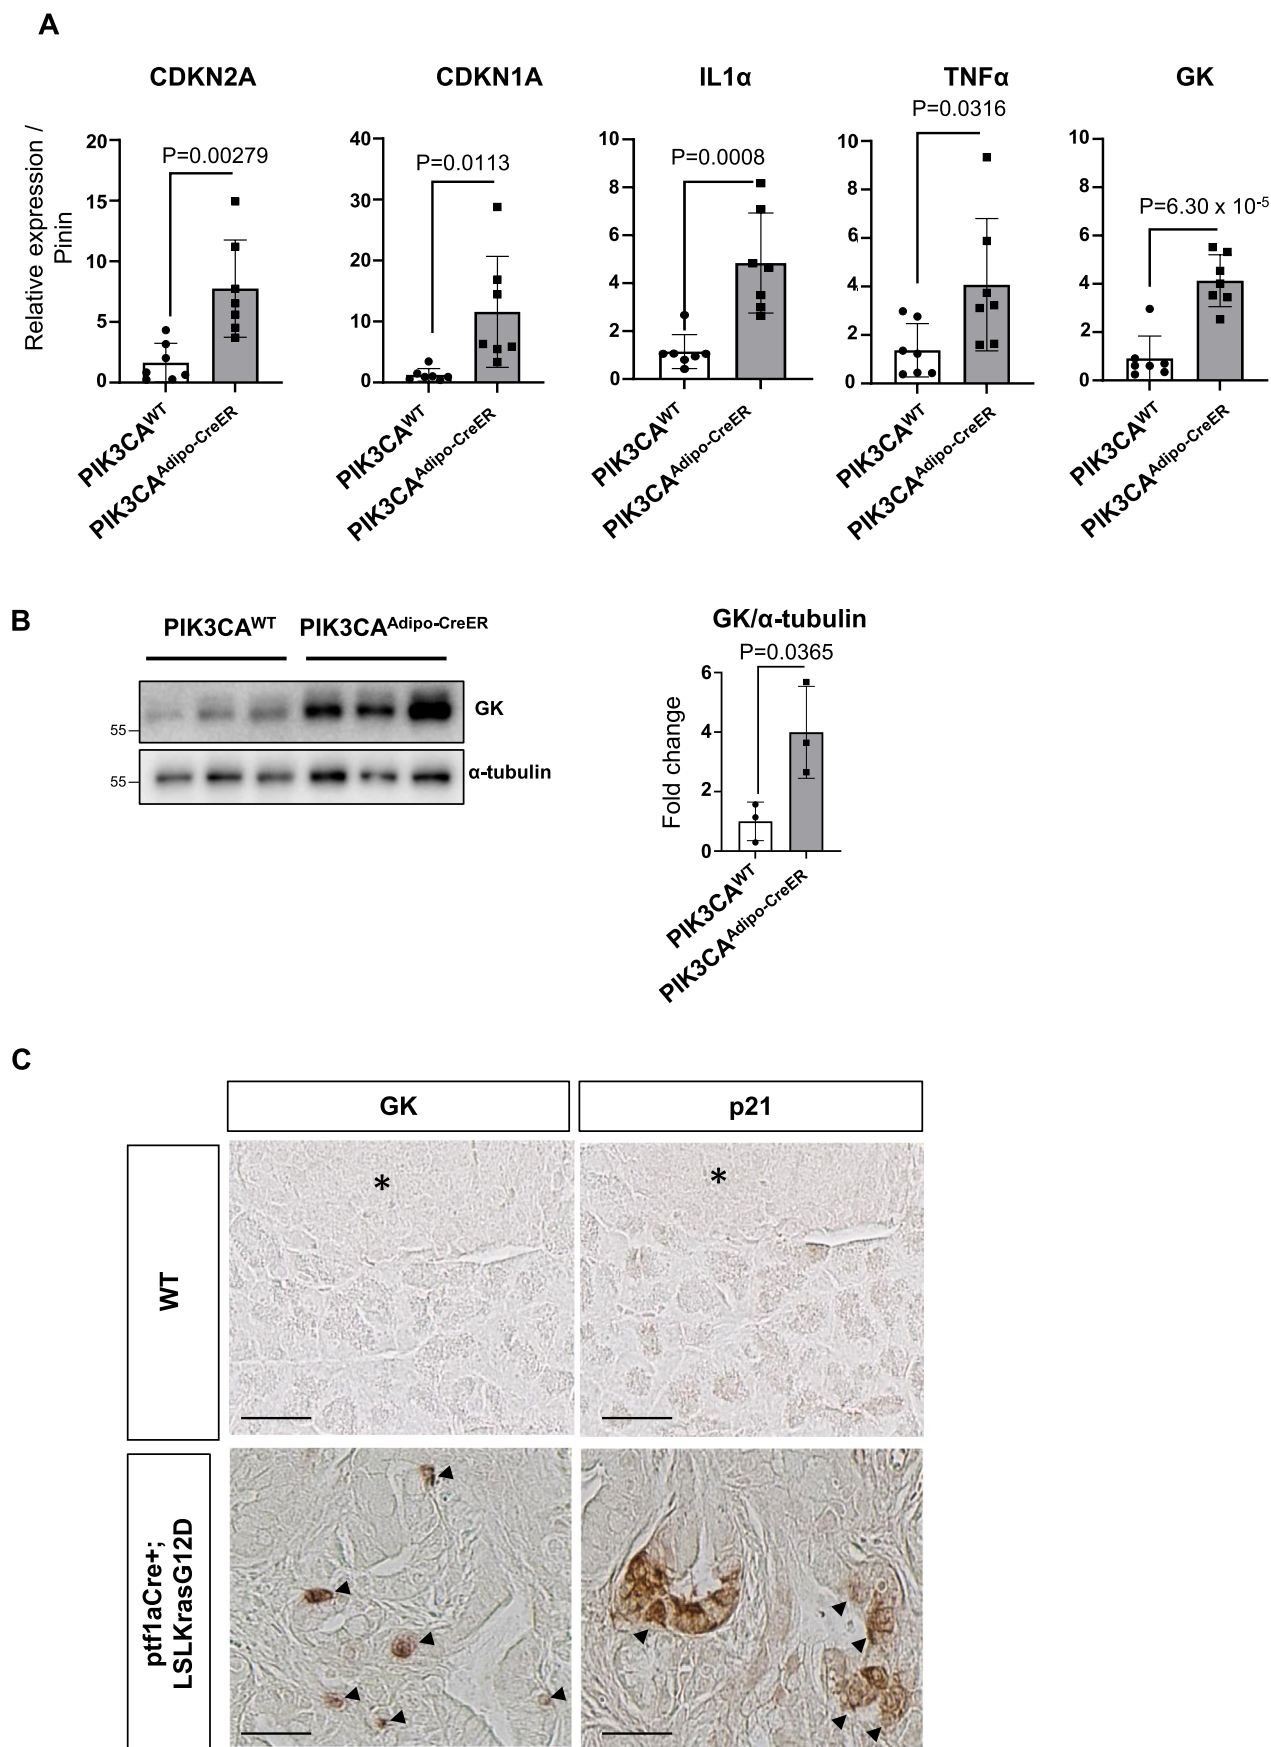 A
CDKN2A
CDKN1A
IL1α
TNFα
GK
Relative expression /
Pinin
20
15
10
5
0
P=0.00279
PIK3CAWT
PIK3CAAdipo-CreER
40
30
20
10
0
P=0.0113
PIK3CAWT
PIK3CAAdipo-CreER
10
8
6
4
2
0
P=0.0008
PIK3CAWT
PIK3CAAdipo-CreER
10
8
6
4
2
0
P=0.0316
PIK3CAWT
PIK3CAAdipo-CreER
10
8
6
4
2
0
P=6.30 x 10-5
PIK3CAWT
PIK3CAAdipo-CreER
B
PIK3CAWT
PIK3CAAdipo-CreER
GK
55
α-tubulin
55
GK/α-tubulin
P=0.0365
Fold change
6
4
2
0
PIK3CAWT
PIK3CAAdipo-CreER
C
GK
p21
WT
*
*
ptf1aCre+;
LSLKrasG12D